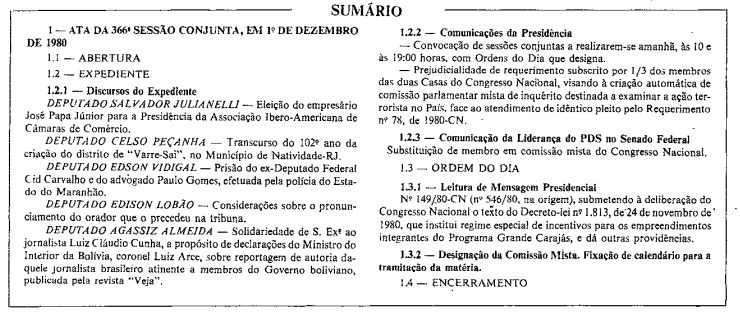 SUMÁRIO
1 — ATA DA 366ª SESSÃO CONJUNTA, EM 1º DE DEZEMBRO
DE 1980
1.1 — ABERTURA
1.2 — EXPEDIENTE
1.2.1 — Discursos do Expediente
DEPUTADO SALVADOR JULIANELLI — Eleição do empresário
José Papa Júnior para a Presidência da Associação Ibero-Americana de
Câmaras de Comércio.
DEPUTADO CELSO PEÇANHA — Transcurso do 102º ano da
criação do distrito de "Varre-Sai", no Município de Natividade-RJ.
DEPUTADO EDSON VIDIGAL — Prisão do ex-Deputado Federal
Cid Carvalho e do advogado Paulo Gomes, efetuada pela polícia do Esta-
do do Maranhão.
DEPUTADO EDISON LOBÃO — Considerações sobre o pronun-
ciamento do orador que o precedeu na tribuna.
DEPUTADO AGASSIZ ALMEIDA — Solidariedade de S. Exª ao
jornalista Luiz Cláudio Cunha, a propósito de declarações do Ministro do
Interior da Bolívia, coronel Luiz Arce, sobre reportagem de autoria da-
quele jornalista brasileiro atinente a membros do Governo boliviano,
publicada pela revista "Veja".
1.2.2 — Comunicações da Presidência
— Convocação de sessões conjuntas a realizarem-se amanhã, às 10 e
às 19:00 horas, com Ordens do Dia que designa.
— Prejudicialidade de requerimento subscrito por 1/3 dos membros
das duas Casas do Congresso Nacional, visando à criação automática de
comissão parlamentar mista de inquérito destinada a examinar a ação ter-
rorista no País, face ao atendimento de idêntico pleito pelo Requerimento
nº 78, de 1980-CN.
1.2.3 — Comunicação da Liderança do PDS no Senado Federal
Substituição de membro em comissão mista do Congresso Nacional.
1.3 — ORDEM DO DIA
1.3.1 — Leitura de Mensagem Presidencial
Nº 149/80-CN (nº 546/80, na origem), submetendo à deliberação do
Congresso Nacional o texto do Decreto-lei nº 1.813, de 24 de novembro de
1980, que institui regime especial de incentivos para os empreendimentos
integrantes do Programa Grande Carajás, e dá outras providências.
1.3.2 — Designação da Comissão Mista. Fixação de calendário para a
tramitação da matéria.
1.4 — ENCERRAMENTO